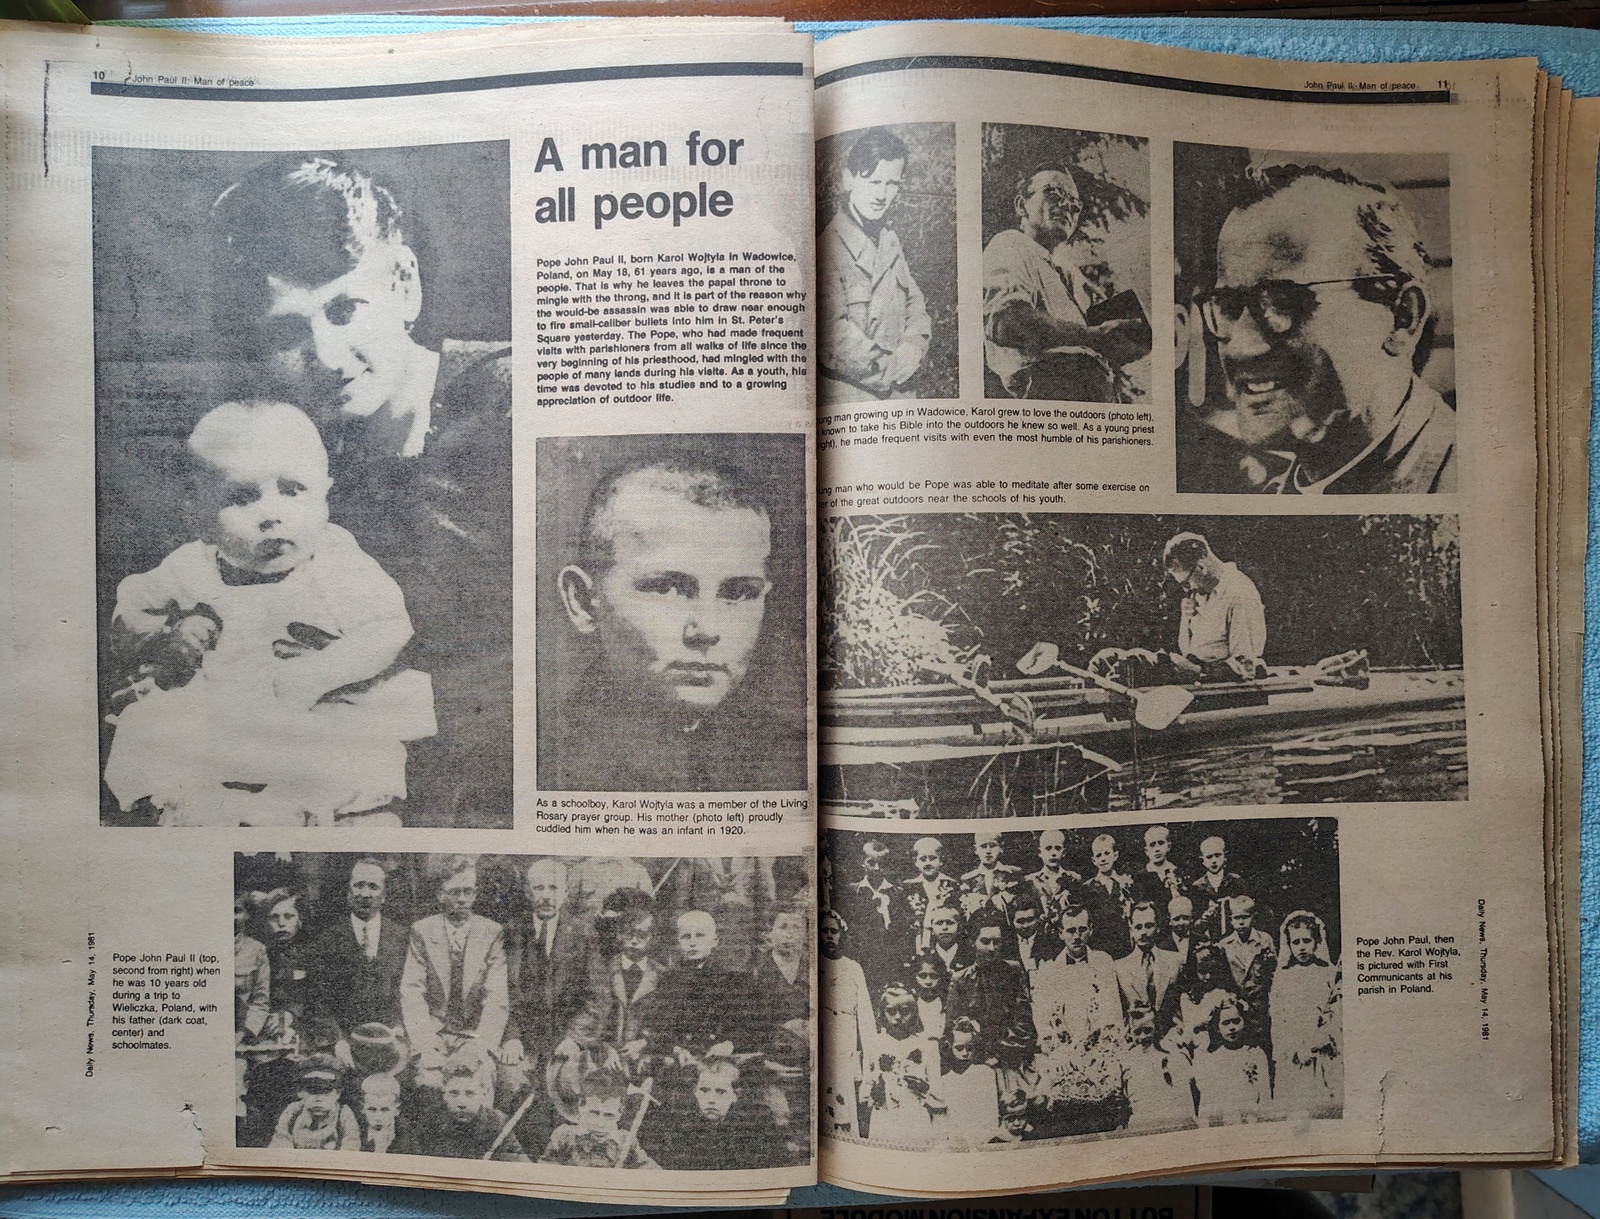 10 John Paul II: Man of peace
A man for
all people
Pope John Paul II, born Karol Wojtyla in Wadowice,
Poland, on May 18, 61 years ago, is a man of the
people. That is why he leaves the papal throne to
mingle with the throng, and it is part of the reason why
the would-be assassin was able to draw near enough
to fire small-caliber bullets into him in St. Peter's
Square yesterday. The Pope, who had made frequent
visits with parishioners from all walks of life since the
very beginning of his priesthood, had mingled with the
people of many lands during his visits. As a youth, his
time was devoted to his studies and to a growing
appreciation of outdoor life.
As a schoolboy, Karol Wojtyla was a member of the Living
Rosary prayer group. His mother (photo left) proudly
cuddled him when he was an infant in 1920.
Pope John Paul II (top,
second from right) when
he was 10 years old
during a trip to
Wieliczka, Poland, with
his father (dark coat,
center) and
schoolmates.
Daily News, Thursday, May 14, 1981
John Paul II: Man of peace 11
man growing up in Wadowice, Karol grew to love the outdoors (photo left).
known to take his Bible into the outdoors he knew so well. As a young priest
he made frequent visits with even the most humble of his parishioners.
man who would be Pope was able to meditate after some exercise on
of the great outdoors near the schools of his youth.
Pope John Paul, then
the Rev. Karol Wojtyla,
is pictured with First
Communicants at his
parish in Poland.
Daily News, Thursday, May 14, 1981
BUTTON EXPANSION MODULE